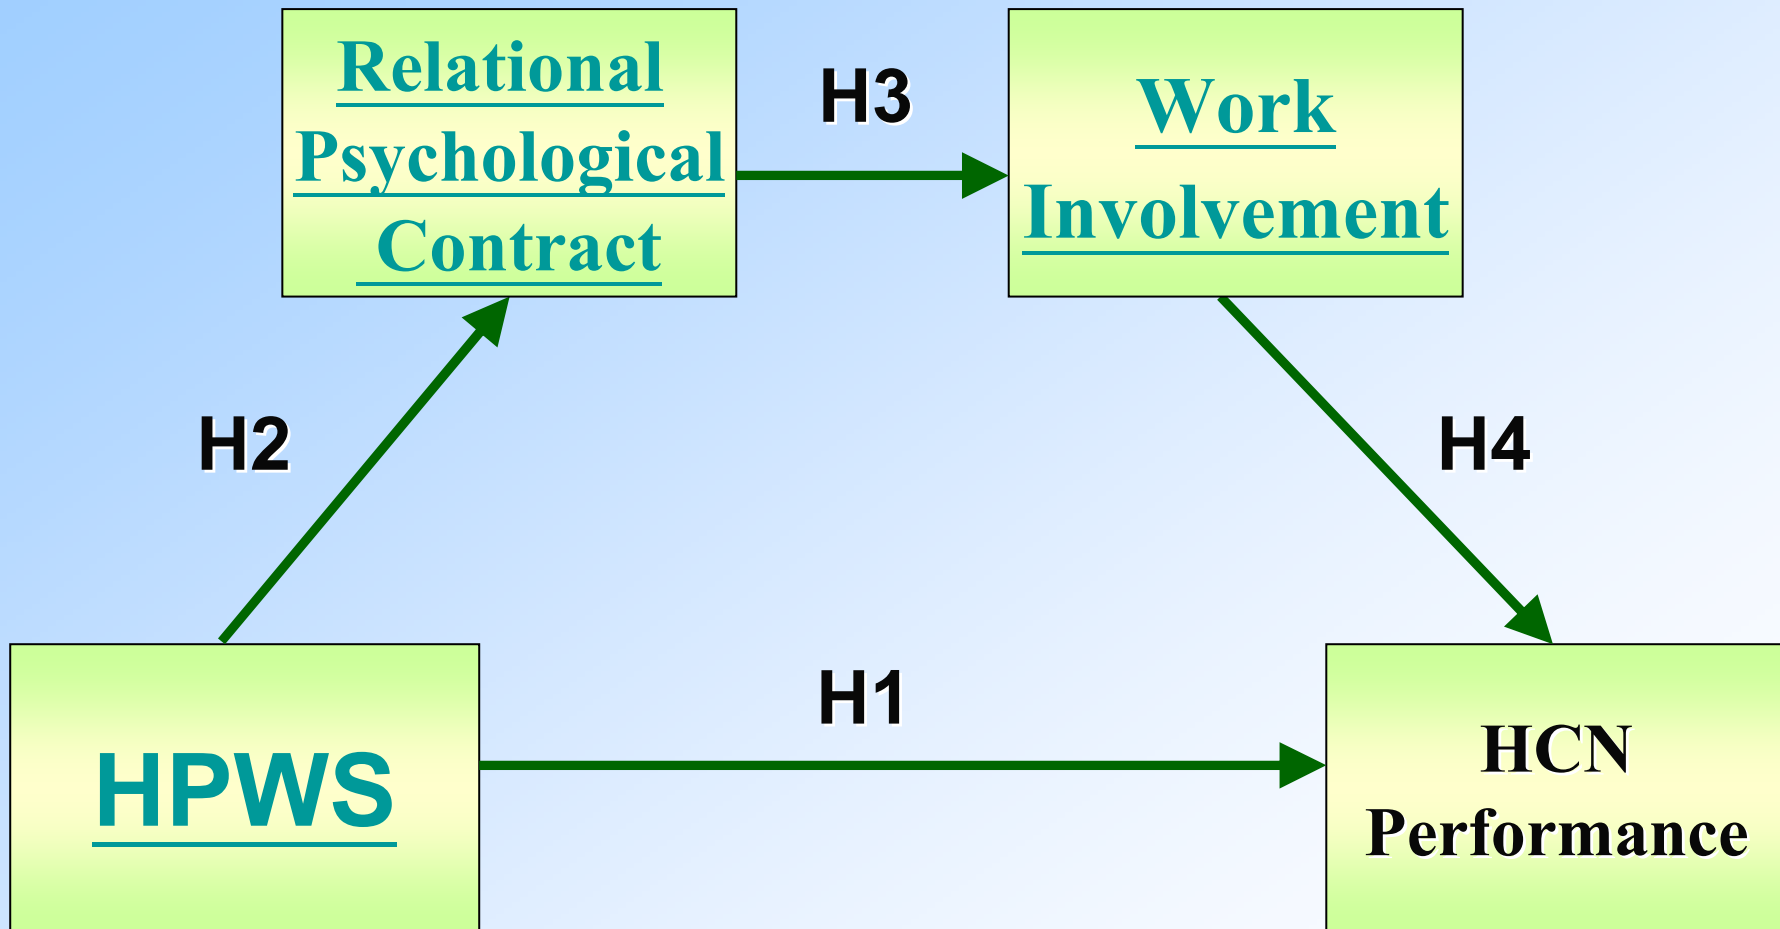 Relational
Psychological
Contract
H3
Work
Involvement
H2
H4
H1
HPWS
HCN
Performance